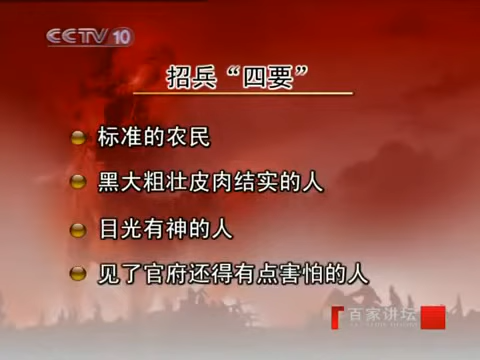 CCTV 10
招兵“四要”
标准的农民
黑大粗壮皮肉结实的人
目光有神的人
见了官府还得有点害怕的人
百家讲坛